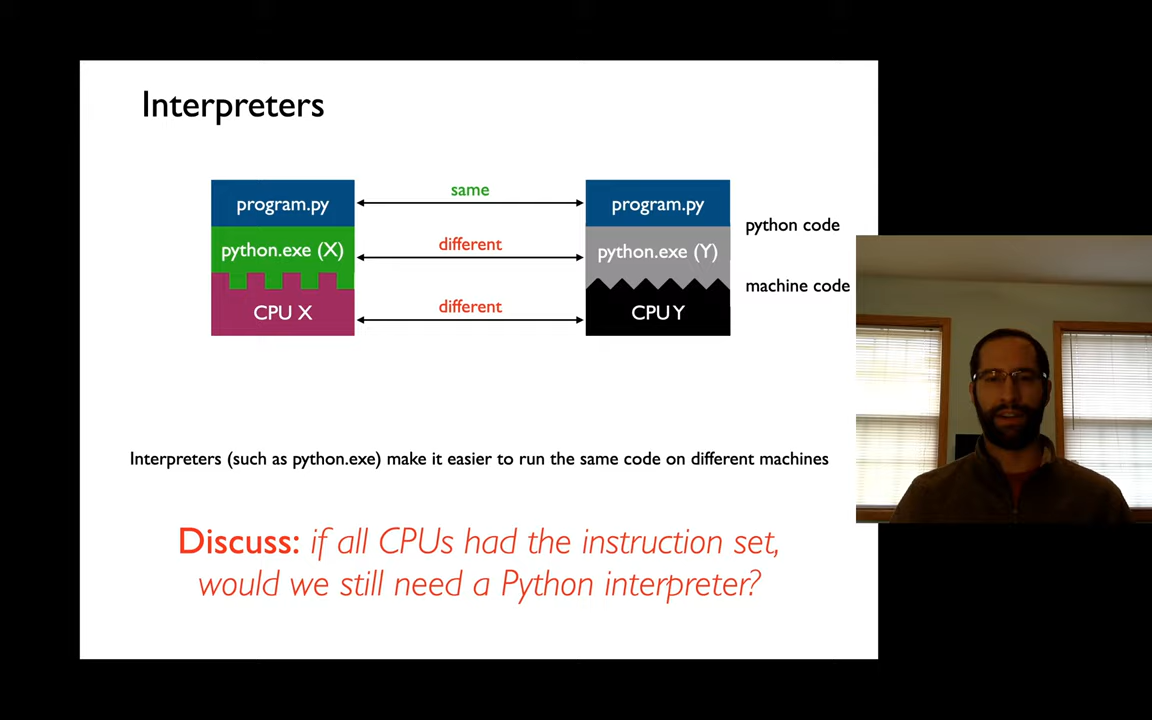 Interpreters
program.py
same
program.py
python code
python.exe (X)
different
python.exe (Y)
machine code
CPU X
different
CPU Y
Interpreters (such as python.exe) make it easier to run the same code on different machines
Discuss: if all CPUs had the instruction set,
would we still need a Python interpreter?